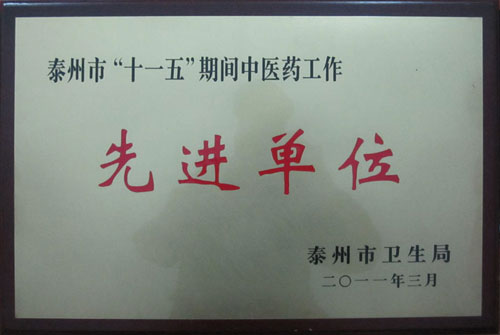 泰州市“十一五”期间中医药工作
先进单位
泰州市卫生局
二〇一一年三月